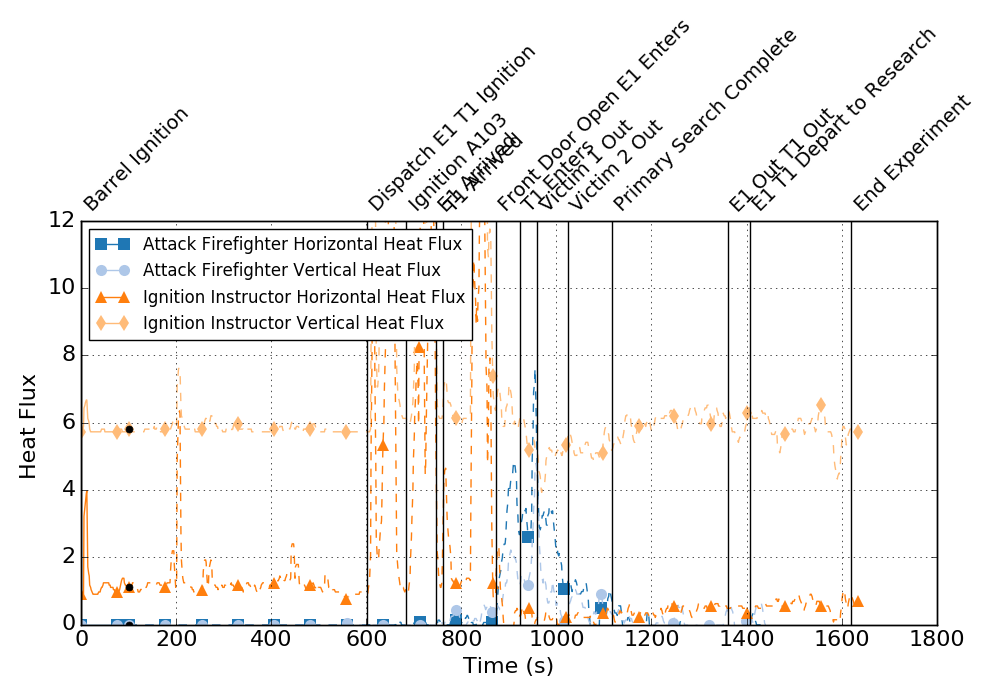 Barrel Ignition
Dispatch E1 T1 Ignition
Ignition A103
E1 Arrived
T1 Arrived
Front Door Open E1 Enters
T1 Enters
Victim 1 Out
Victim 2 Out
Primary Search Complete
E1 Out T1 Out
E1 T1 Depart to Research
End Experiment
12
10
8
6
4
2
0
Heat Flux
Attack Firefighter Horizontal Heat Flux
Attack Firefighter Vertical Heat Flux
Ignition Instructor Horizontal Heat Flux
Ignition Instructor Vertical Heat Flux
0 200 400 600 800 1000 1200 1400 1600 1800
Time (s)